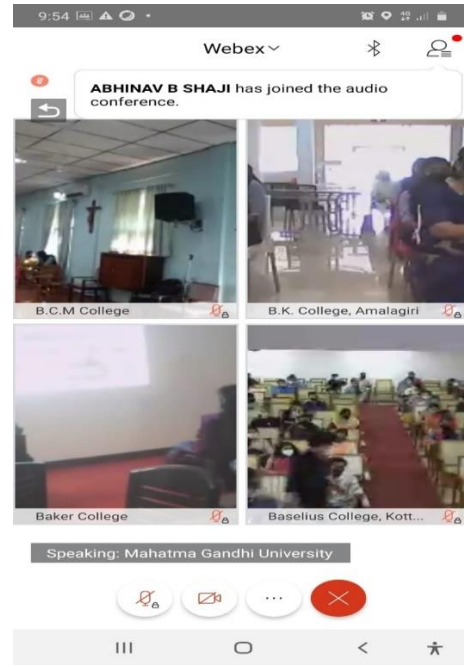 9:54
4G
Webex
ABHINAV B SHAJI has joined the audio
conference.
B.C.M College
B.K. College, Amalagiri
Baker College
Baselius College, Kott...
Speaking: Mahatma Gandhi University